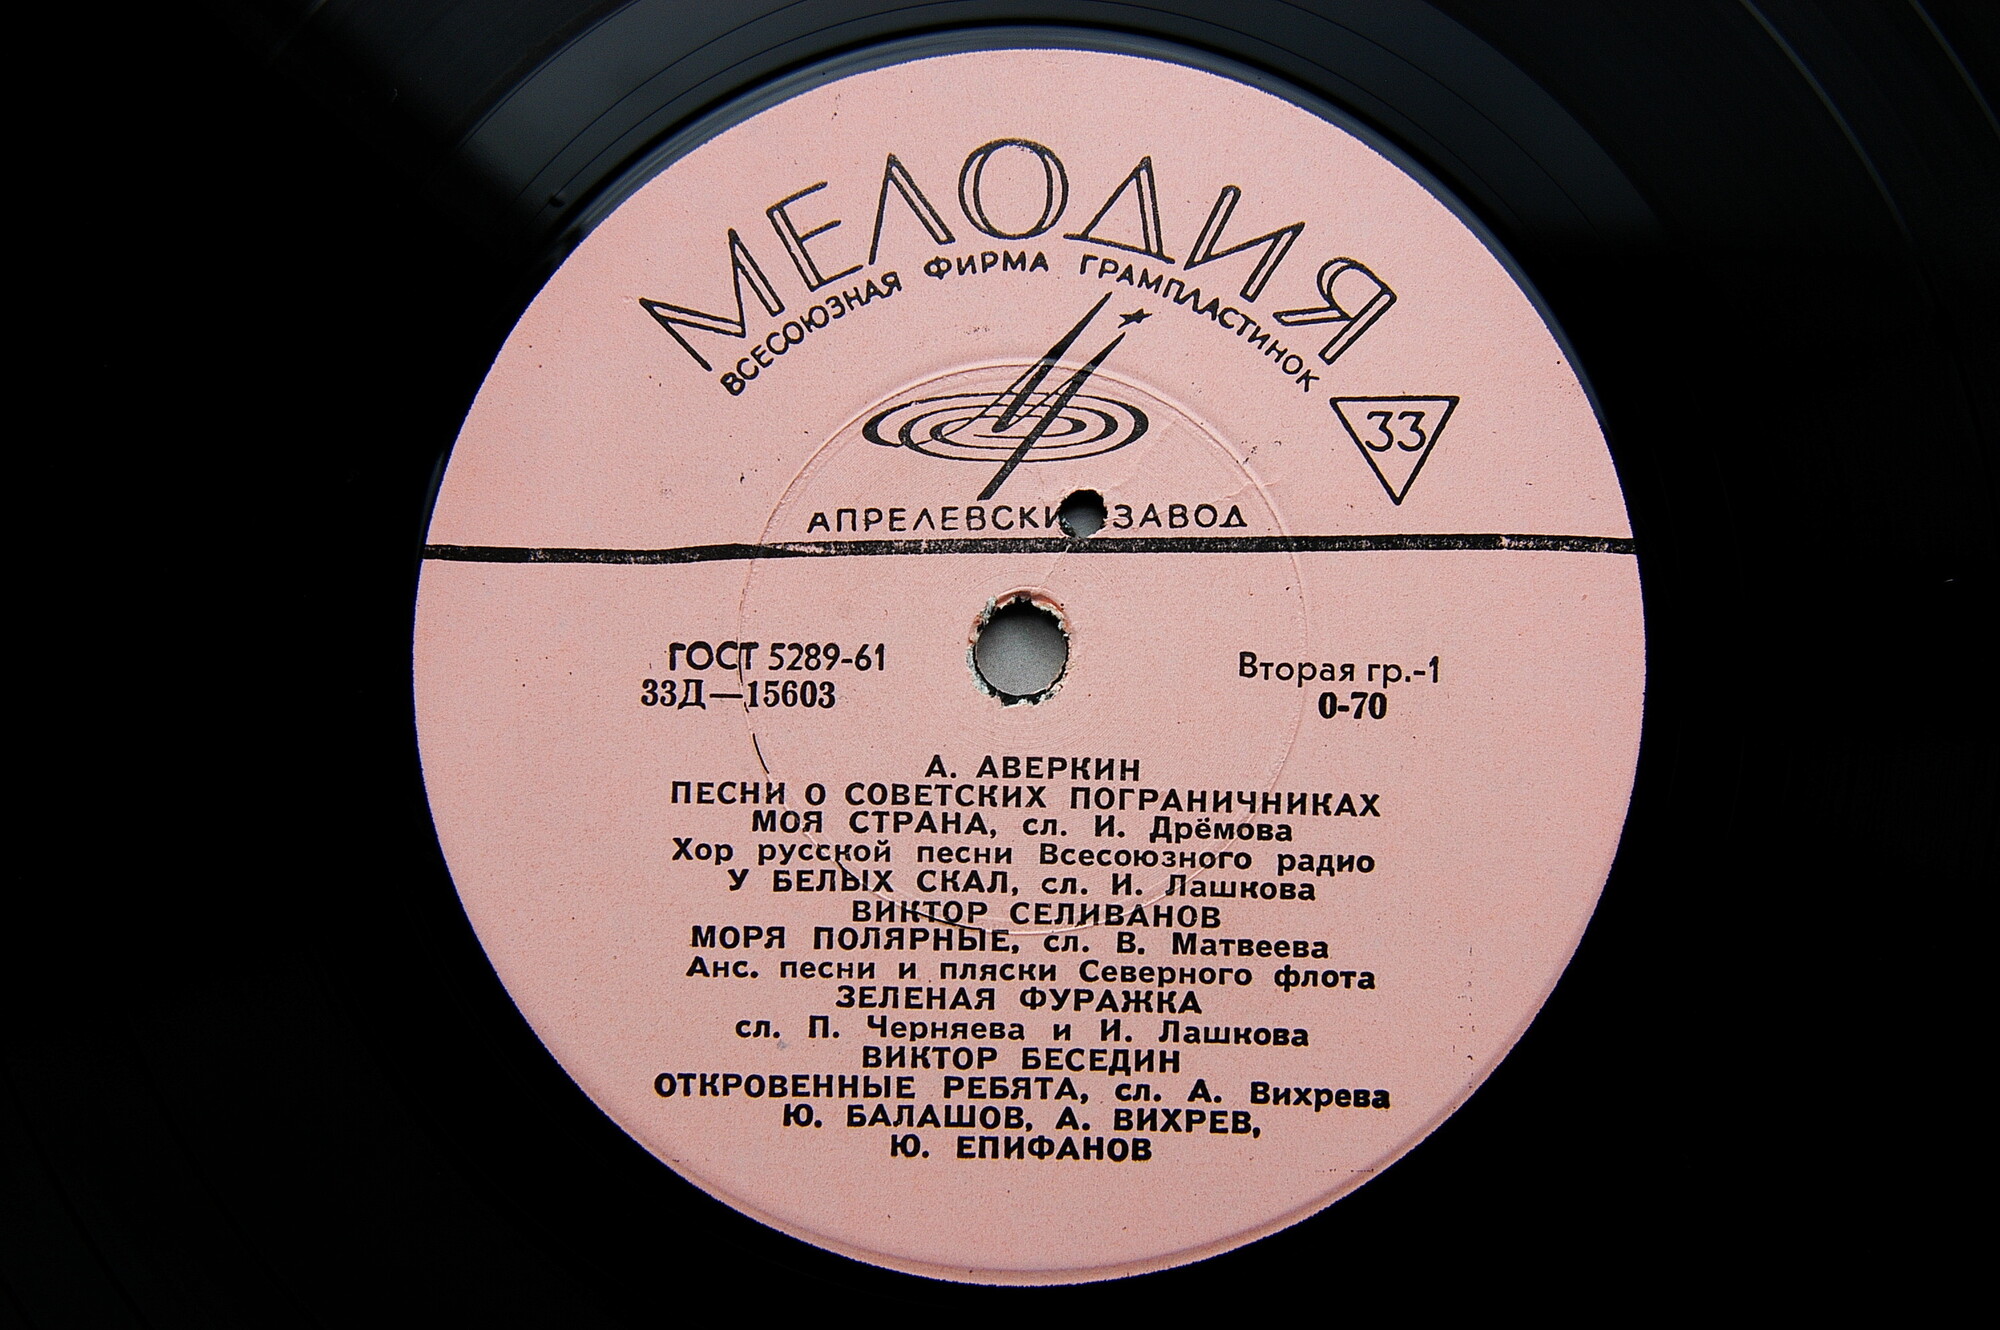 МЕЛОДИЯ
ВСЕСОЮЗНАЯ ФИРМА ГРАМПЛАСТИНОК
33
АПРЕЛЕВСКИ ЗАВОД
ГОСТ 5289-61
33Д—15603
Вторая гр.-1
0-70
А. АВЕРКИН
ПЕСНИ О СОВЕТСКИХ ПОГРАНИЧНИКАХ
МОЯ СТРАНА, сл. И. Дрёмова
Хор русской песни Всесоюзного радио
У БЕЛЫХ СКАЛ, сл. И. Лашкова
ВИКТОР СЕЛИВАНОВ
МОРЯ ПОЛЯРНЫЕ, сл. В. Матвеева
Анс. песни и пляски Северного флота
ЗЕЛЕНАЯ ФУРАЖКА
сл. П. Черняева и И. Лашкова
ВИКТОР БЕСЕДИН
ОТКРОВЕННЫЕ РЕБЯТА, сл. А. Вихрева
Ю. БАЛАШОВ, А. ВИХРЕВ,
Ю. ЕПИФАНОВ